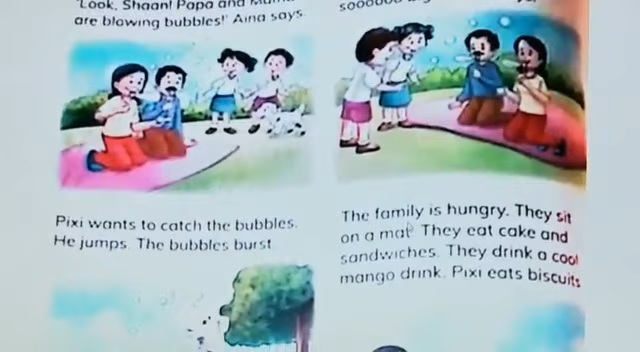 'Look, Shaan! Papa and
are blowing bubbles!' Aina says.
Pixi wants to catch the bubbles.
He jumps. The bubbles burst.
The family is hungry. They sit
on a mat. They eat cake and
sandwiches. They drink a cool
mango drink. Pixi eats biscuits.